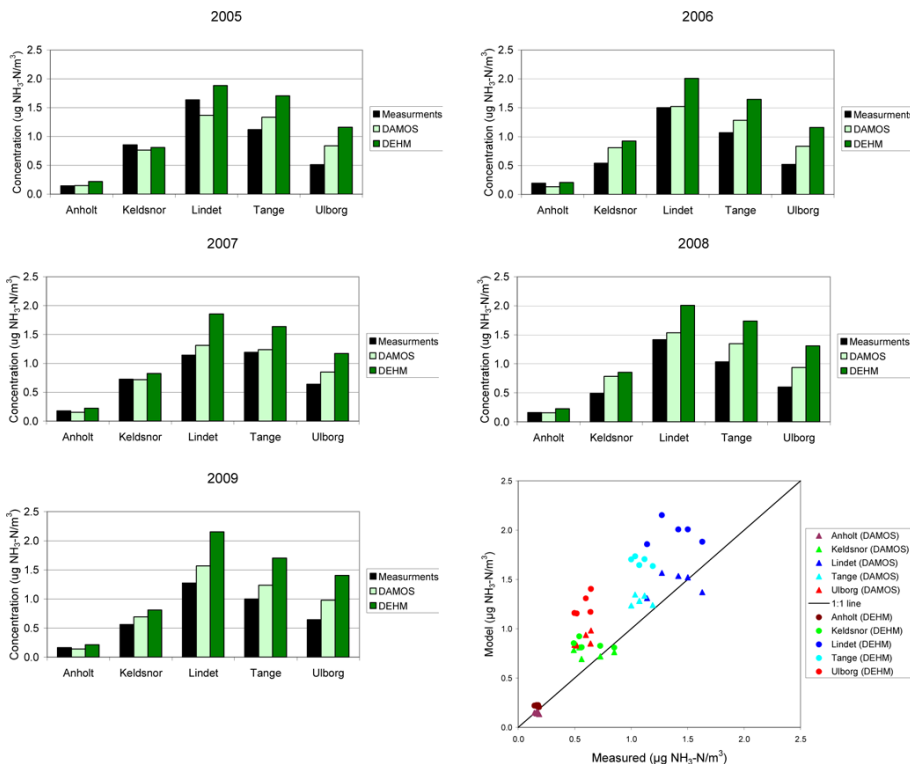 2005
Concentration (ug NH3-N/m3)
2.5
2.0
1.5
1.0
0.5
0.0
Anholt Keldsnor Lindet Tange Ulborg
Measurments
DAMOS
DEHM
2006
Concentration (ug NH3-N/m3)
2.5
2.0
1.5
1.0
0.5
0.0
Anholt Keldsnor Lindet Tange Ulborg
Measurments
DAMOS
DEHM
2007
Concentration (ug NH3-N/m3)
2.5
2.0
1.5
1.0
0.5
0.0
Anholt Keldsnor Lindet Tange Ulborg
Measurments
DAMOS
DEHM
2008
Concentration (ug NH3-N/m3)
2.5
2.0
1.5
1.0
0.5
0.0
Anholt Keldsnor Lindet Tange Ulborg
Measurments
DAMOS
DEHM
2009
Concentration (ug NH3-N/m3)
2.5
2.0
1.5
1.0
0.5
0.0
Anholt Keldsnor Lindet Tange Ulborg
Measurments
DAMOS
DEHM
Model (µg NH3-N/m3)
2.5
2.0
1.5
1.0
0.5
0.0
0.0 0.5 1.0 1.5 2.0 2.5
Measured (µg NH3-N/m3)
Anholt (DAMOS)
Keldsnor (DAMOS)
Lindet (DAMOS)
Tange (DAMOS)
Ulborg (DAMOS)
1:1 line
Anholt (DEHM)
Keldsnor (DEHM)
Lindet (DEHM)
Tange (DEHM)
Ulborg (DEHM)